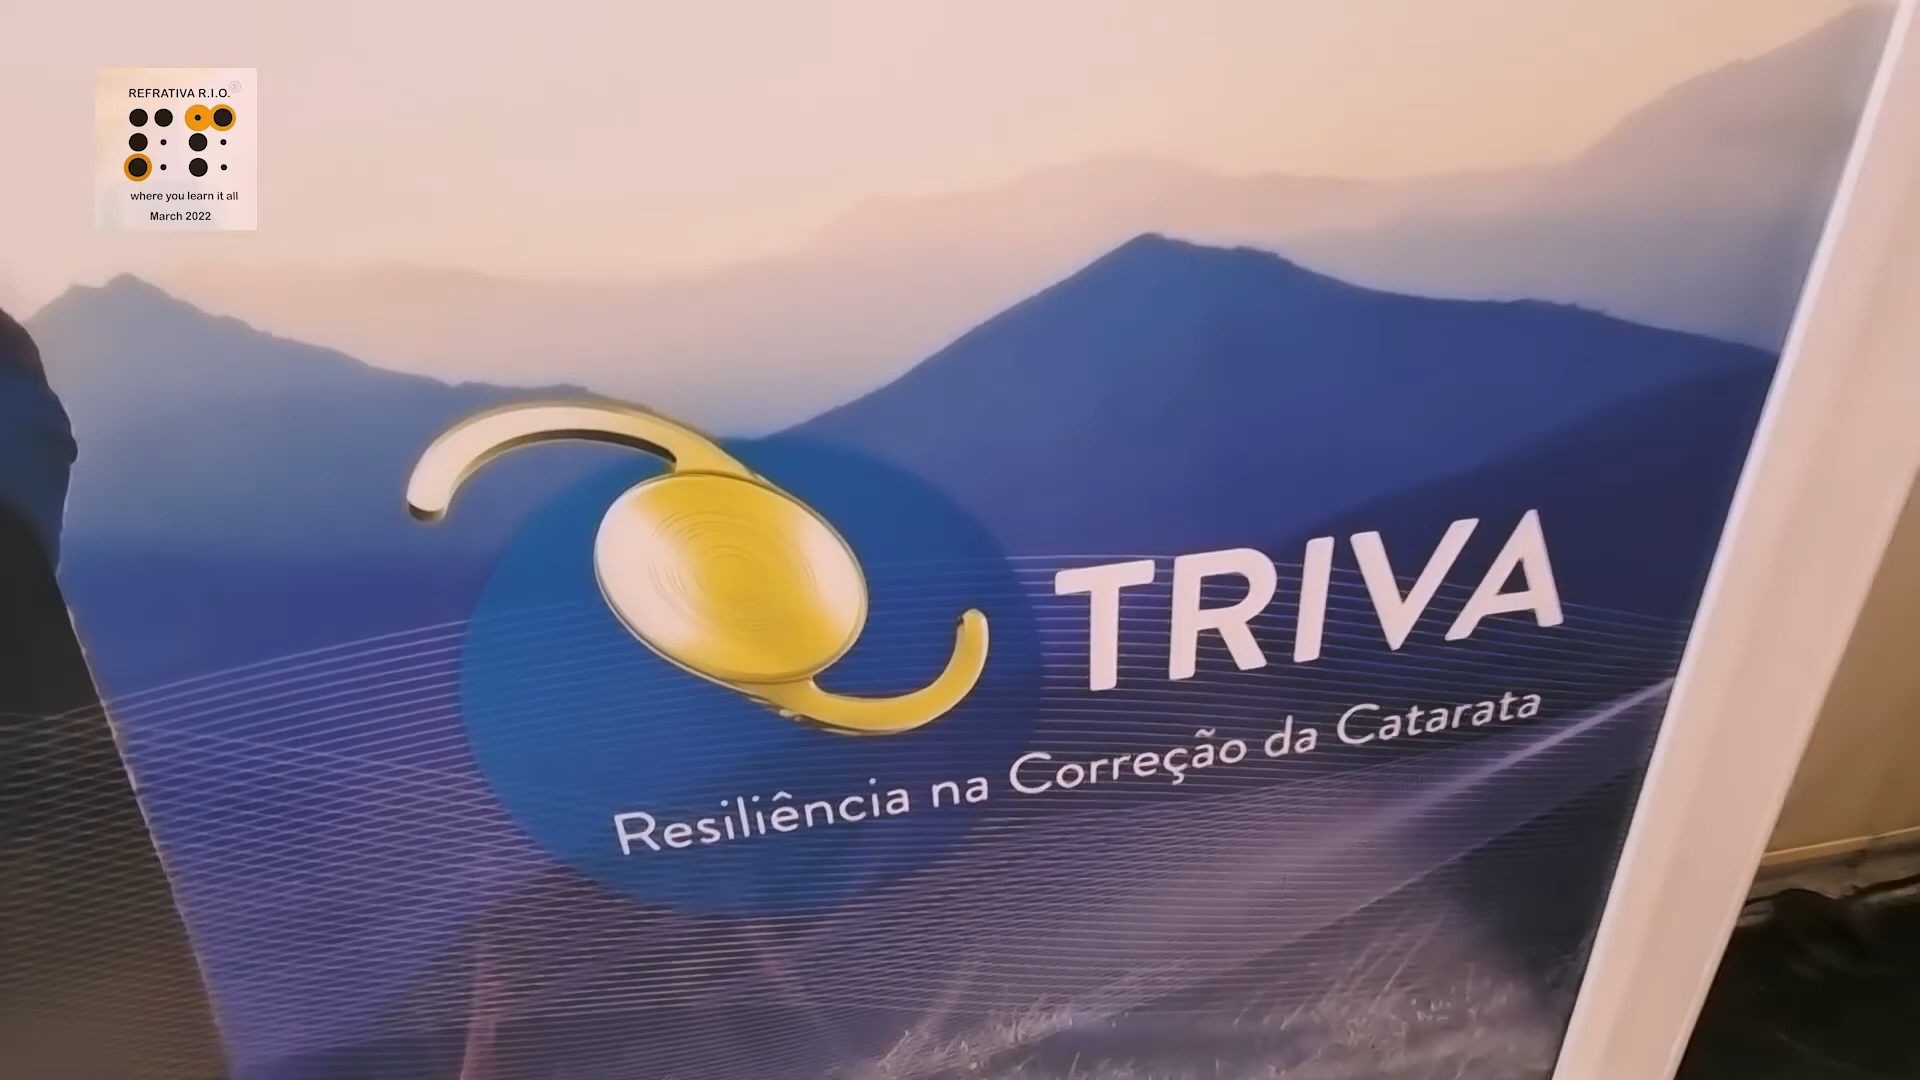 REFRATIVA R.I.O.
where you learn it all
March 2022
TRIVA
Resiliência na Correção da Catarata